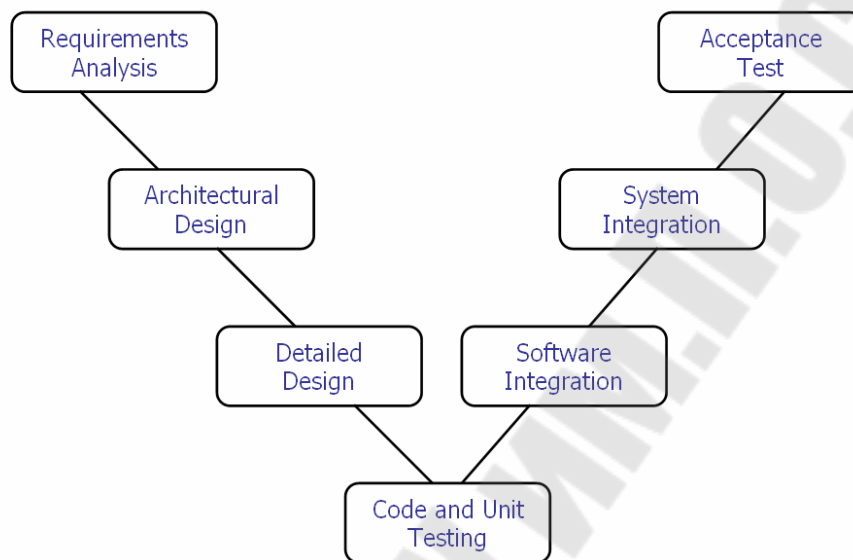 Requirements
Analysis
Acceptance
Test
Architectural
Design
System
Integration
Detailed
Design
Software
Integration
Code and Unit
Testing